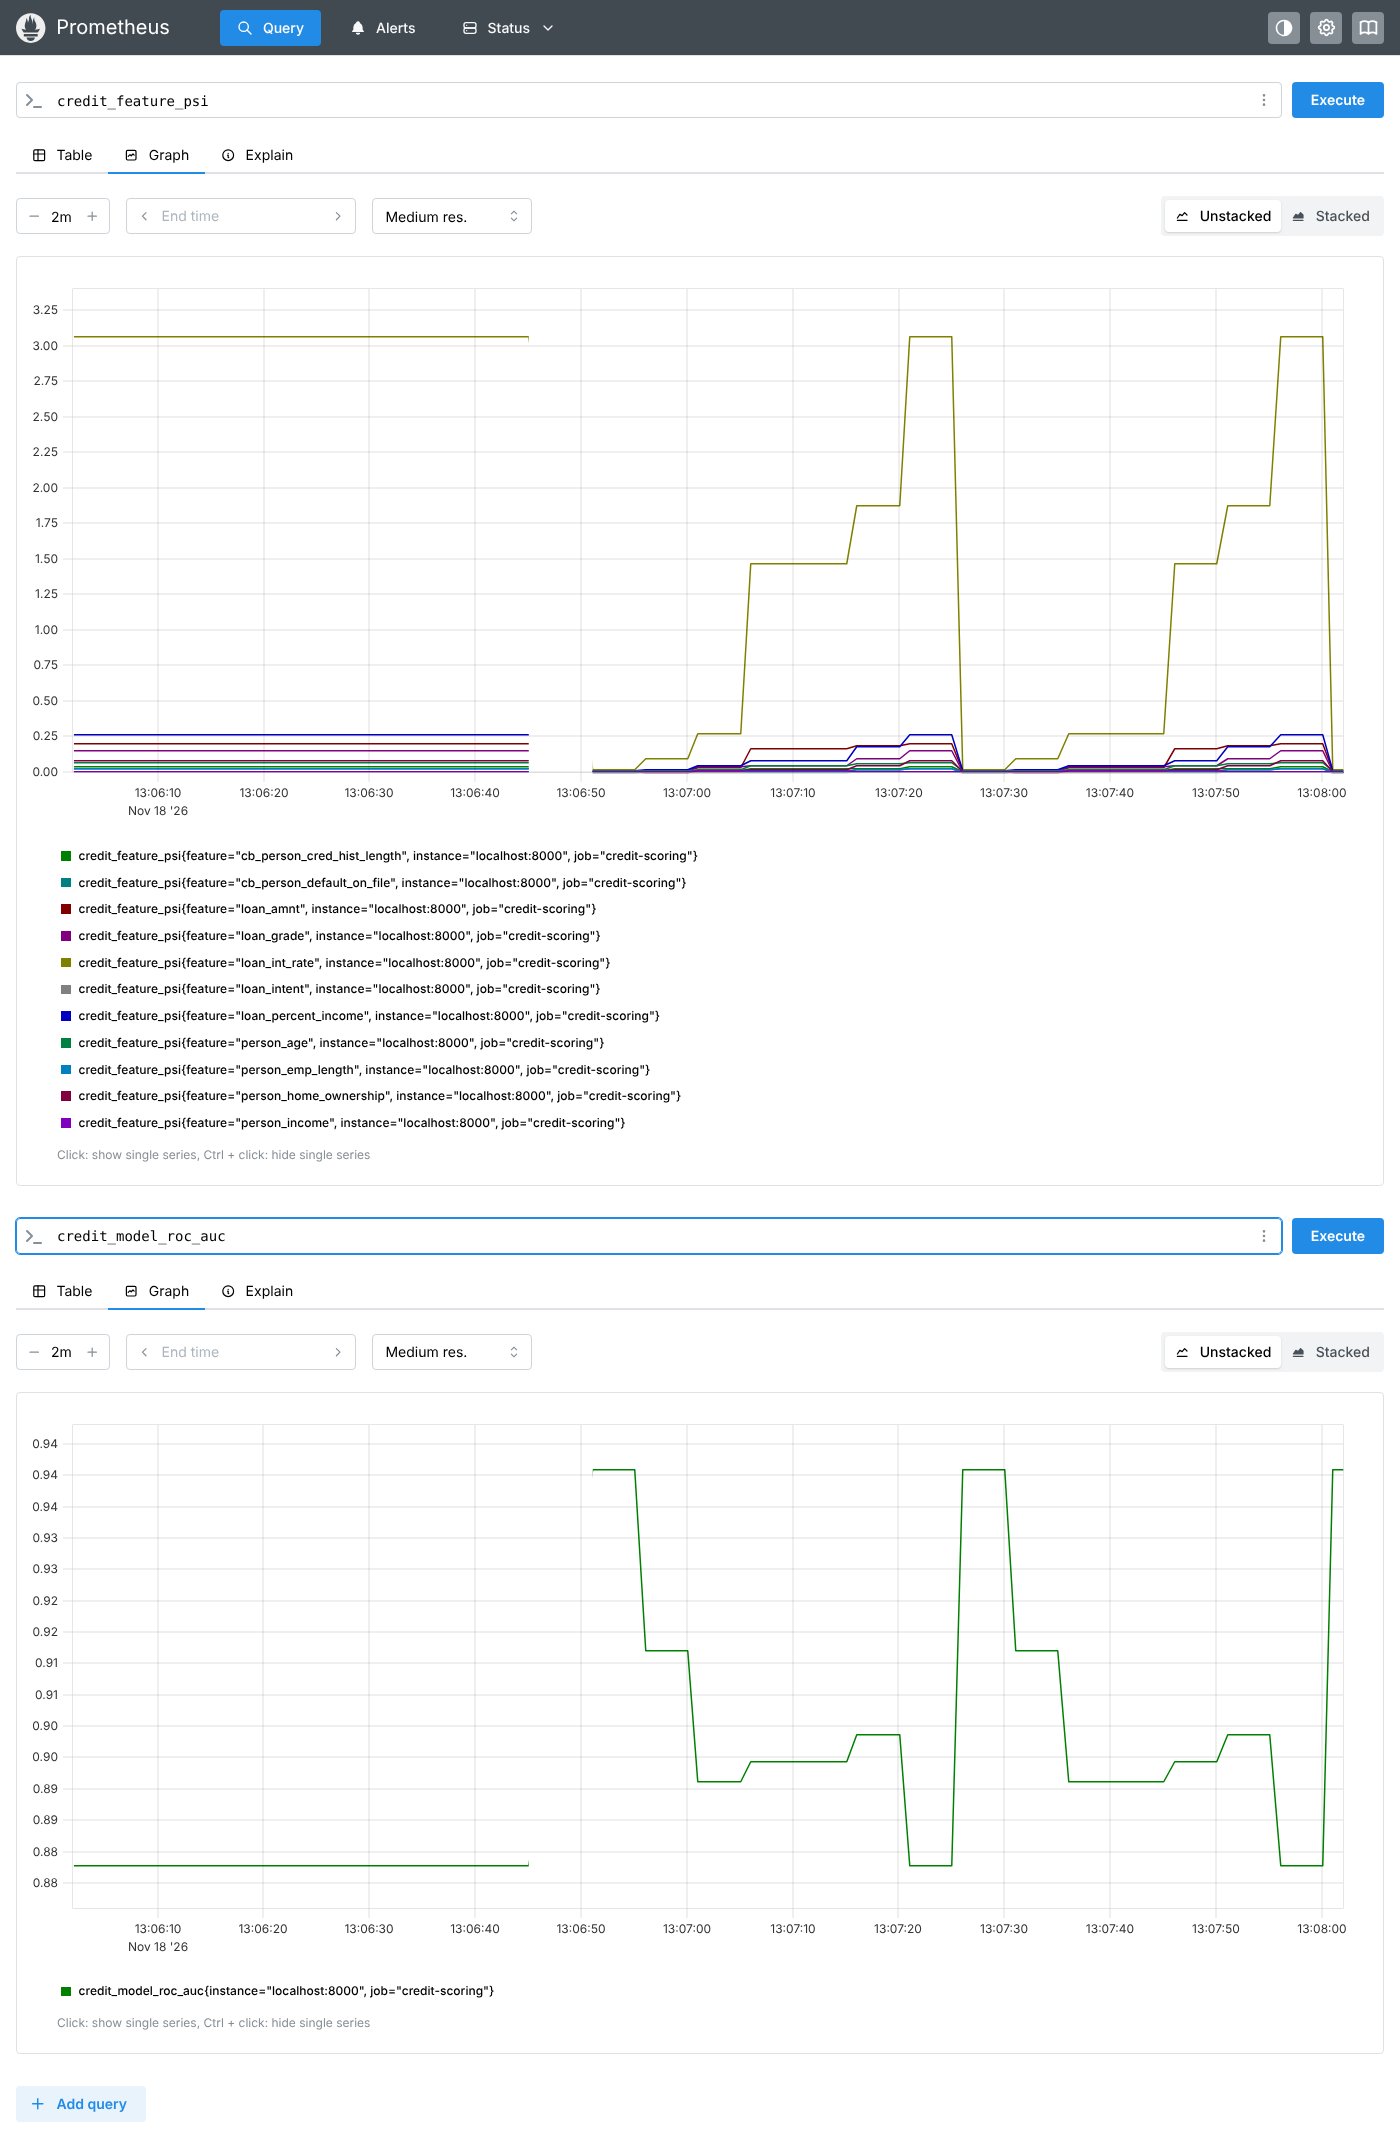 Prometheus
Query
Alerts
Status
credit_feature_psi
Execute
Table
Graph
Explain
2m
End time
Medium res.
Unstacked
Stacked
3.25
3.00
2.75
2.50
2.25
2.00
1.75
1.50
1.25
1.00
0.75
0.50
0.25
0.00
13:06:10 13:06:20 13:06:30 13:06:40 13:06:50 13:07:00 13:07:10 13:07:20 13:07:30 13:07:40 13:07:50 13:08:00
Nov 18 '26
credit_feature_psi{feature="cb_person_cred_hist_length", instance="localhost:8000", job="credit-scoring"}
credit_feature_psi{feature="cb_person_default_on_file", instance="localhost:8000", job="credit-scoring"}
credit_feature_psi{feature="loan_amnt", instance="localhost:8000", job="credit-scoring"}
credit_feature_psi{feature="loan_grade", instance="localhost:8000", job="credit-scoring"}
credit_feature_psi{feature="loan_int_rate", instance="localhost:8000", job="credit-scoring"}
credit_feature_psi{feature="loan_intent", instance="localhost:8000", job="credit-scoring"}
credit_feature_psi{feature="loan_percent_income", instance="localhost:8000", job="credit-scoring"}
credit_feature_psi{feature="person_age", instance="localhost:8000", job="credit-scoring"}
credit_feature_psi{feature="person_emp_length", instance="localhost:8000", job="credit-scoring"}
credit_feature_psi{feature="person_home_ownership", instance="localhost:8000", job="credit-scoring"}
credit_feature_psi{feature="person_income", instance="localhost:8000", job="credit-scoring"}
Click: show single series, Ctrl + click: hide single series
credit_model_roc_auc
Execute
Table
Graph
Explain
2m
End time
Medium res.
Unstacked
Stacked
0.94
0.94
0.94
0.93
0.93
0.92
0.92
0.91
0.91
0.90
0.90
0.89
0.89
0.88
0.88
13:06:10 13:06:20 13:06:30 13:06:40 13:06:50 13:07:00 13:07:10 13:07:20 13:07:30 13:07:40 13:07:50 13:08:00
Nov 18 '26
credit_model_roc_auc{instance="localhost:8000", job="credit-scoring"}
Click: show single series, Ctrl + click: hide single series
Add query